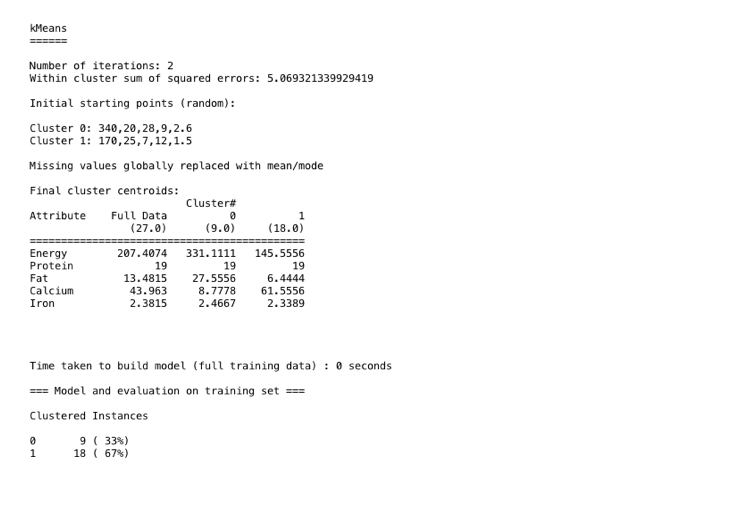 kMeans
======
Number of iterations: 2
Within cluster sum of squared errors: 5.069321339929419
Initial starting points (random):
Cluster 0: 340,20,28,9,2.6
Cluster 1: 170,25,7,12,1.5
Missing values globally replaced with mean/mode
Final cluster centroids:
                         Cluster#
Attribute    Full Data          0          1
                (27.0)      (9.0)     (18.0)
============================================
Energy        207.4074   331.1111   145.5556
Protein             19         19         19
Fat            13.4815    27.5556     6.4444
Calcium         43.963     8.7778    61.5556
Iron            2.3815     2.4667     2.3389
Time taken to build model (full training data) : 0 seconds
=== Model and evaluation on training set ===
Clustered Instances
0       9 ( 33%)
1      18 ( 67%)